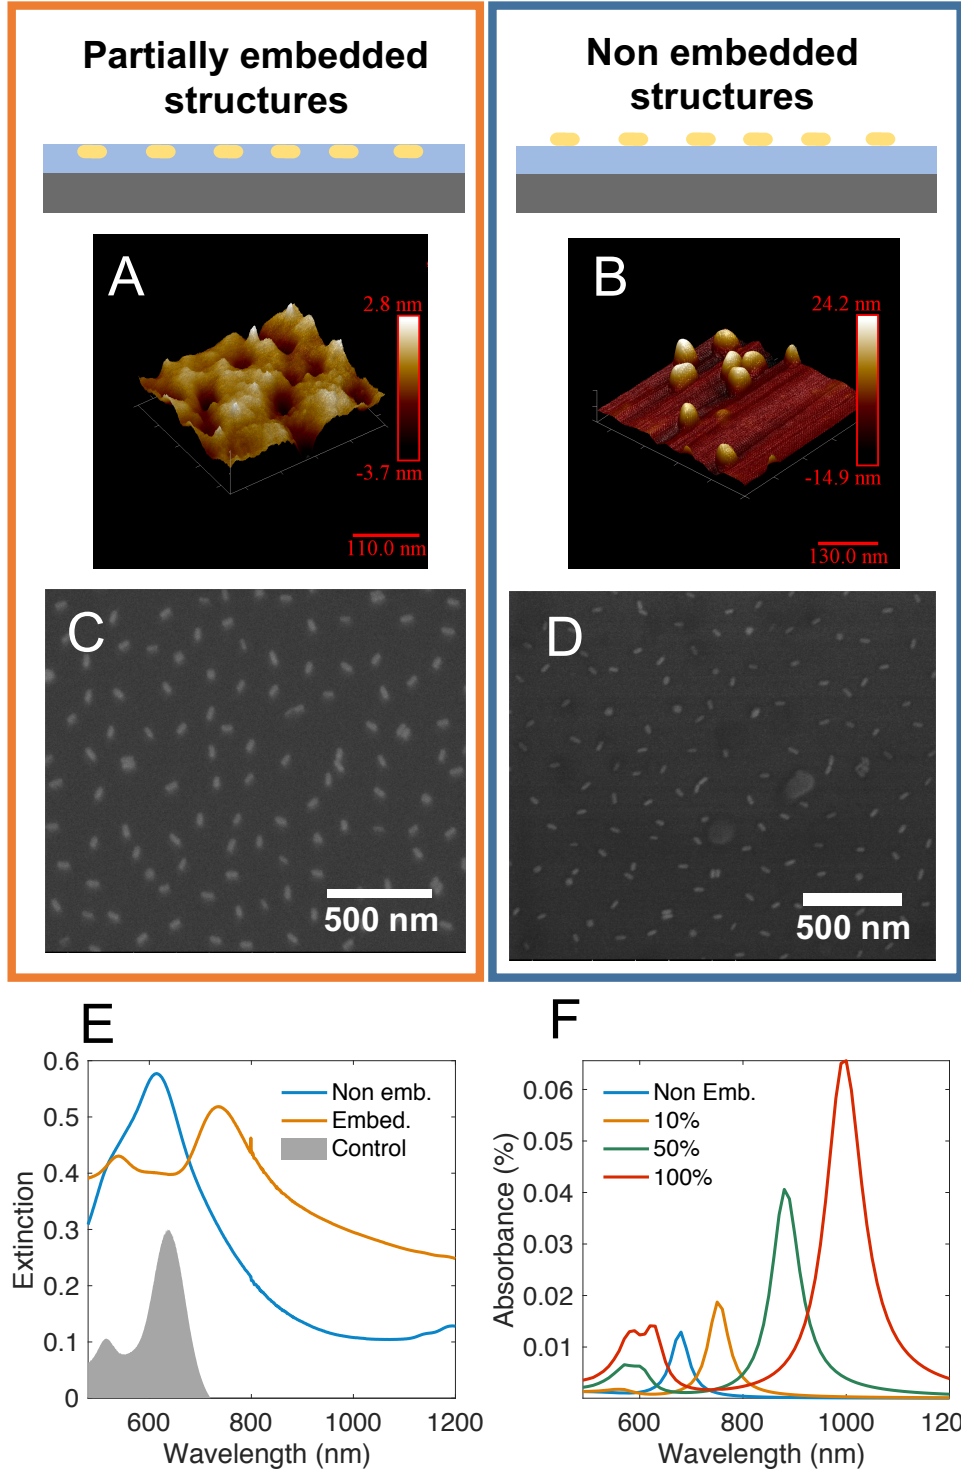 Partially embedded
structures
Non embedded
structures
A
2.8 nm
-3.7 nm
110.0 nm
B
24.2 nm
-14.9 nm
130.0 nm
C
500 nm
D
500 nm
E
0.6
0.5
0.4
0.3
0.2
0.1
0
Extinction
Non emb.
Embed.
Control
600
800
1000
1200
Wavelength (nm)
F
0.06
0.05
0.04
0.03
0.02
0.01
Absorbance (%)
Non Emb.
10%
50%
100%
600
800
1000
120
Wavelength (nm)